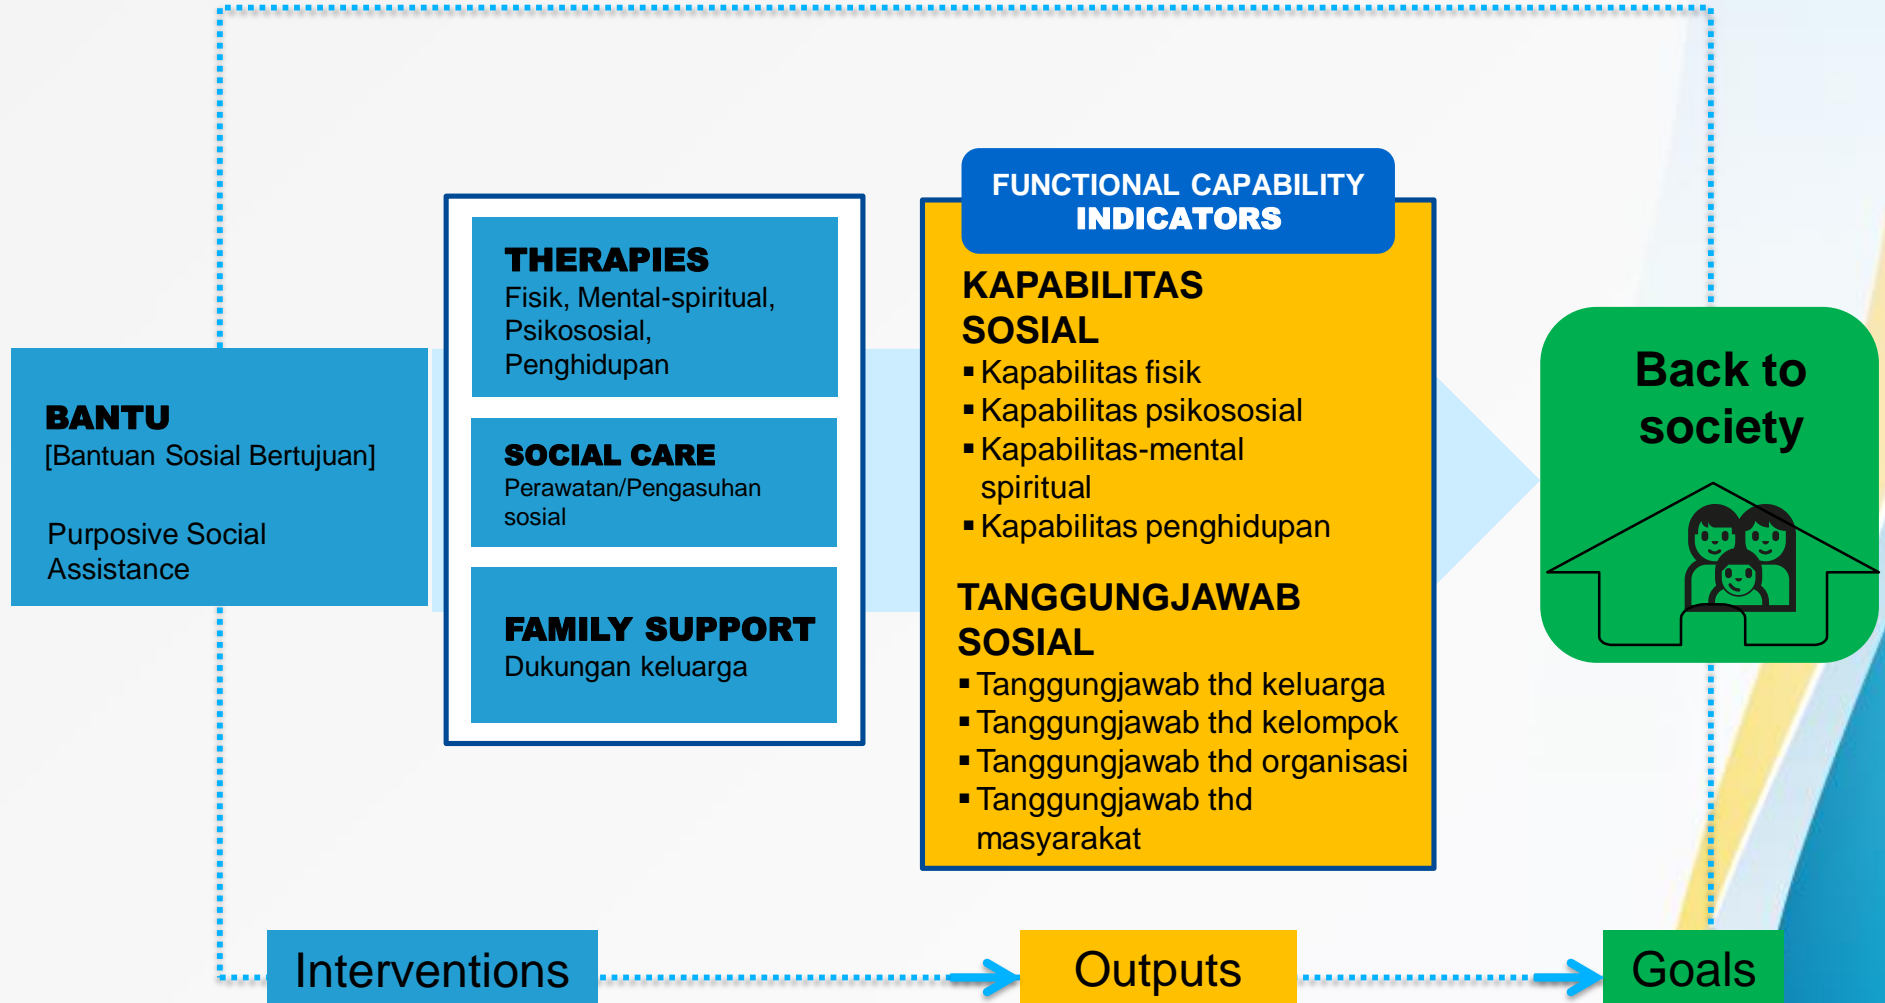 BANTU
[Bantuan Sosial Bertujuan]
Purposive Social
Assistance
THERAPIES
Fisik, Mental-spiritual,
Psikososial,
Penghidupan
SOCIAL CARE
Perawatan/Pengasuhan
sosial
FAMILY SUPPORT
Dukungan keluarga
FUNCTIONAL CAPABILITY
INDICATORS
KAPABILITAS
SOSIAL
▪ Kapabilitas fisik
▪ Kapabilitas psikososial
▪ Kapabilitas-mental
spiritual
▪ Kapabilitas penghidupan
TANGGUNGJAWAB
SOSIAL
▪ Tanggungjawab thd keluarga
▪ Tanggungjawab thd kelompok
▪ Tanggungjawab thd organisasi
▪ Tanggungjawab thd
masyarakat
Back to
society
Interventions
Outputs
Goals